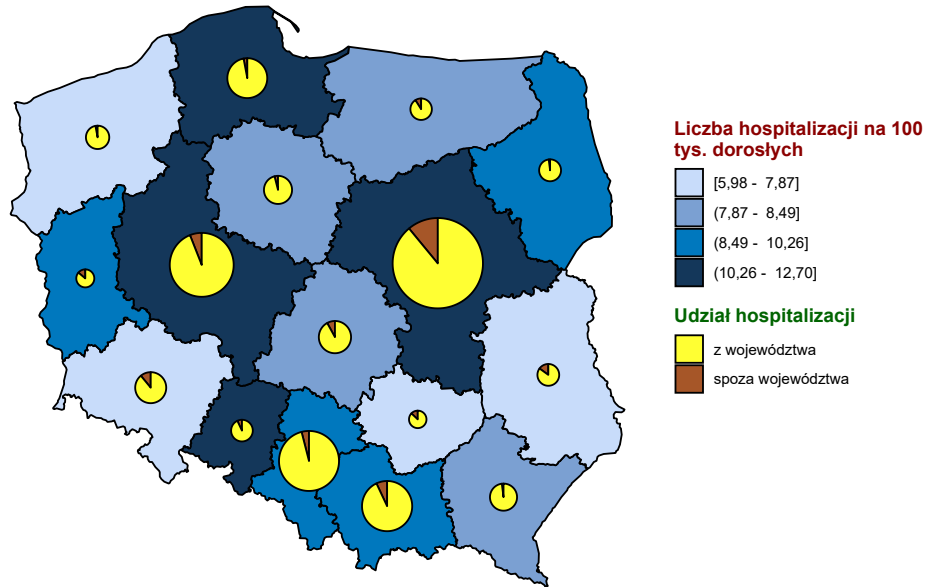 Liczba hospitalizacji na 100
tys. dorosłych
[5,98 - 7,87]
(7,87 - 8,49]
(8,49 - 10,26]
(10,26 - 12,70]
Udział hospitalizacji
z województwa
spoza województwa